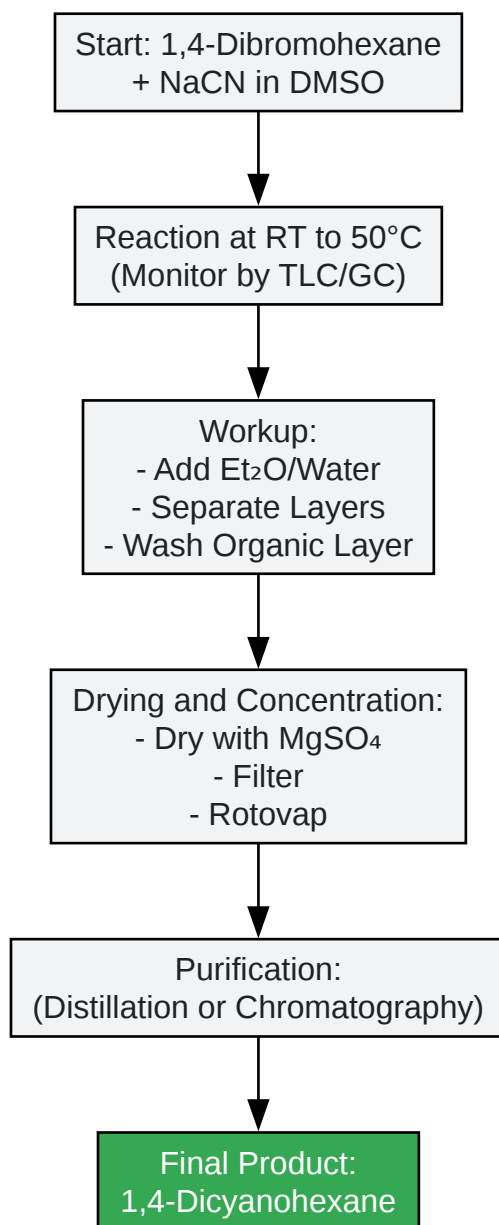 Start: 1,4-Dibromohexane
+ NaCN in DMSO
Reaction at RT to 50°C
(Monitor by TLC/GC)
Workup:
- Add Et₂O/Water
- Separate Layers
- Wash Organic Layer
Drying and Concentration:
- Dry with MgSO₄
- Filter
- Rotovap
Purification:
(Distillation or Chromatography)
Final Product:
1,4-Dicyanohexane